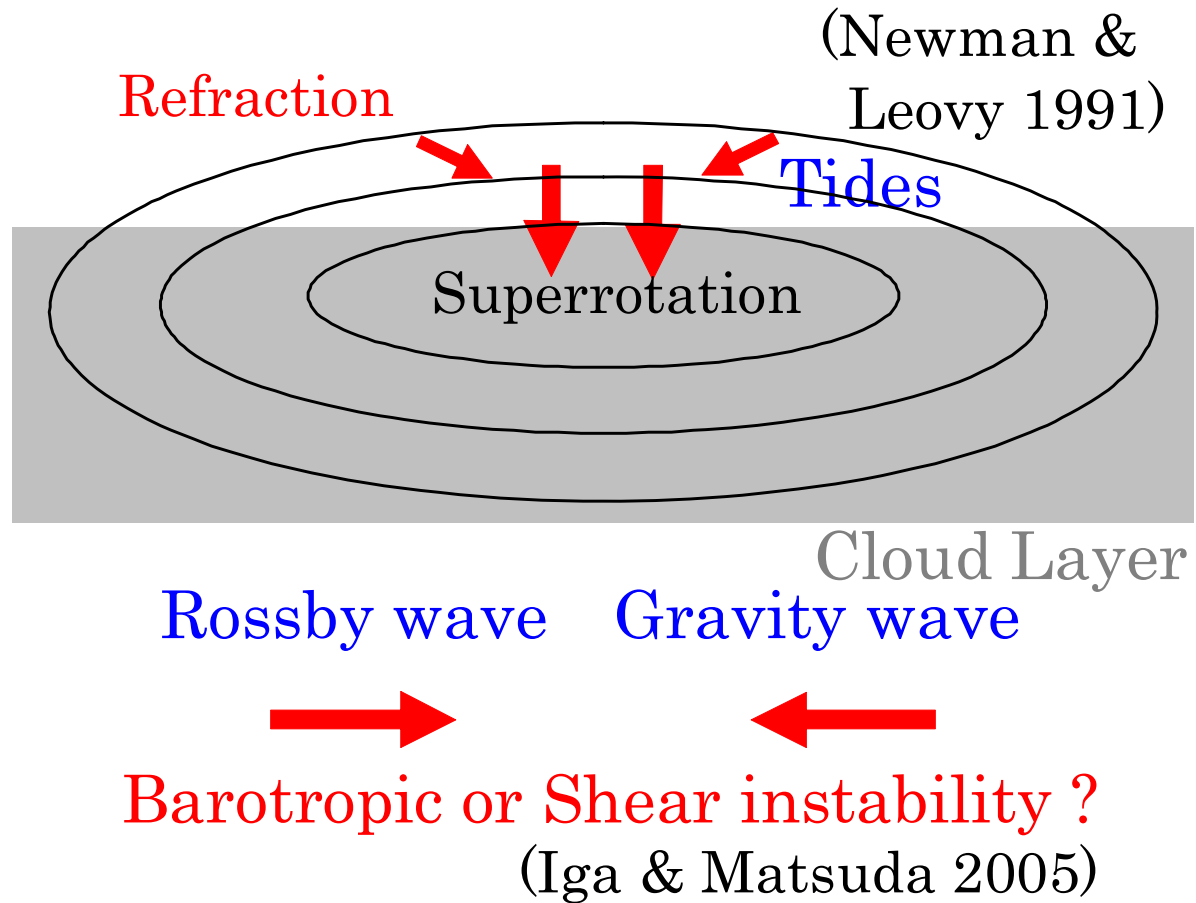 (Newman &
Leovy 1991)
Refraction
Tides
Superrotation
Cloud Layer
Rossby wave
Gravity wave
Barotropic or Shear instability ?
(Iga & Matsuda 2005)